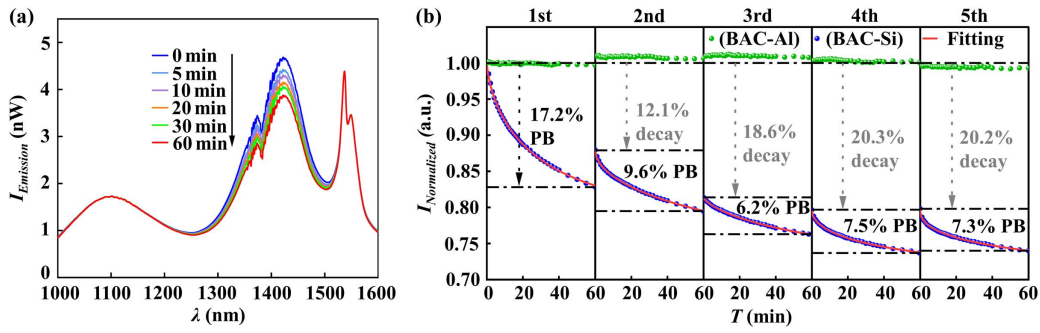 (a)
5
4
3
2
1
0
I_Emission (nW)
0 min
5 min
10 min
20 min
30 min
60 min
1000 1100 1200 1300 1400 1500 1600
λ (nm)
(b)
1st 2nd 3rd 4th 5th
(BAC-Al) (BAC-Si) Fitting
1.00
0.95
0.90
0.85
0.80
0.75
0.70
I_Normalized (a.u.)
17.2%
PB
12.1%
decay
9.6% PB
18.6%
decay
6.2% PB
20.3%
decay
7.5% PB
20.2%
decay
7.3% PB
0 20 40 60 20 40 60 20 40 60 20 40 60 20 40 60
T (min)